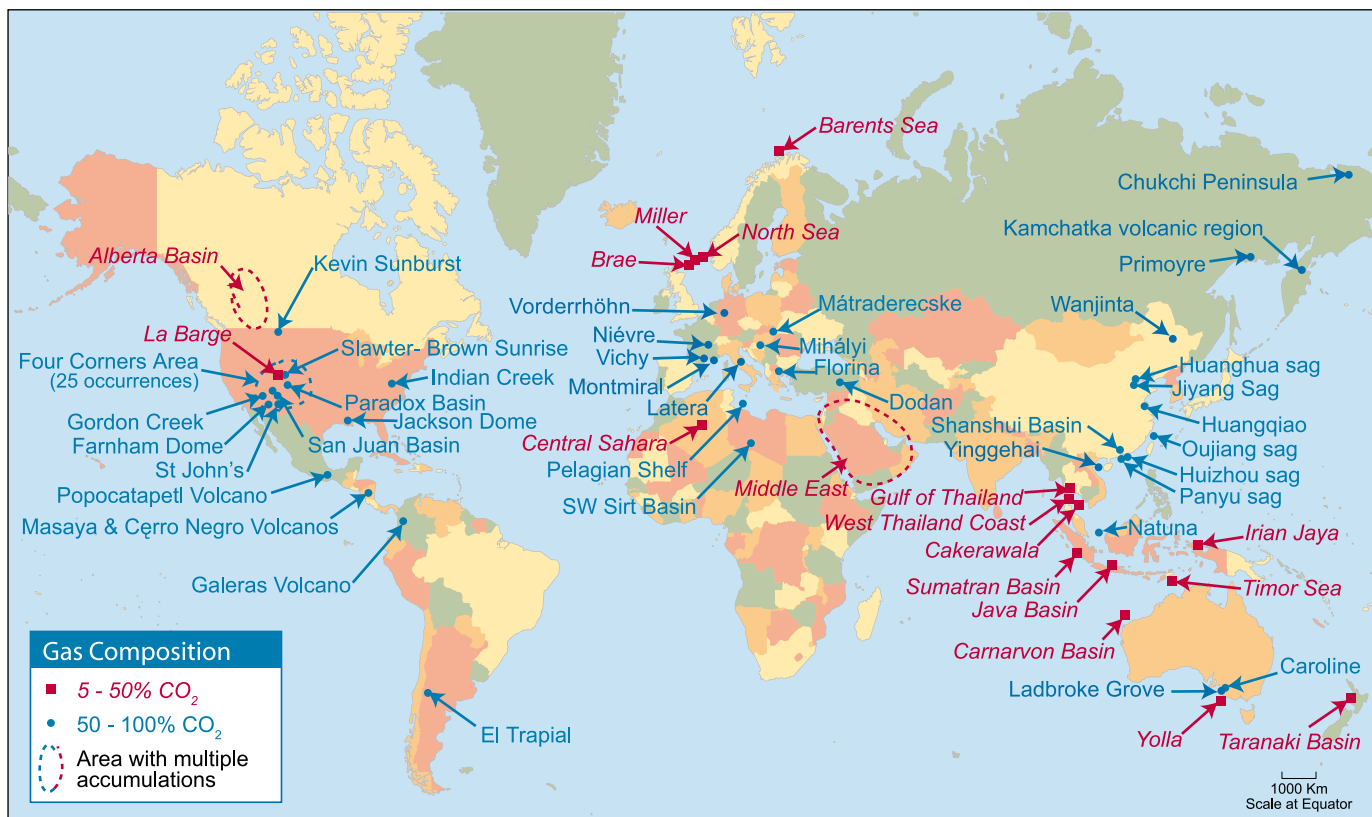 Barents Sea
Chukchi Peninsula
Miller
North Sea
Kamchatka volcanic region
Alberta Basin
Kevin Sunburst
Brae
Primoyre
Vorderrhöhn
Mátraderecske
Wanjinta
La Barge
Niévre
Slawter- Brown Sunrise
Mihályi
Four Corners Area
(25 occurrences)
Vichy
Florina
Huanghua sag
Indian Creek
Montmiral
Jiyang Sag
Paradox Basin
Latera
Dodan
Gordon Creek
Jackson Dome
Huangqiao
Farnham Dome
San Juan Basin
Central Sahara
Shanshui Basin
Oujiang sag
St John's
Pelagian Shelf
Yinggehai
Huizhou sag
Popocatapetl Volcano
Middle East
Gulf of Thailand
Panyu sag
SW Sirt Basin
Masaya & Cęrro Negro Volcanos
West Thailand Coast
Natuna
Irian Jaya
Cakerawala
Galeras Volcano
Sumatran Basin
Timor Sea
Java Basin
Carnarvon Basin
Caroline
Ladbroke Grove
El Trapial
Yolla
Taranaki Basin
Gas Composition
5 - 50% CO₂
50 - 100% CO₂
Area with multiple
accumulations
1000 Km
Scale at Equator